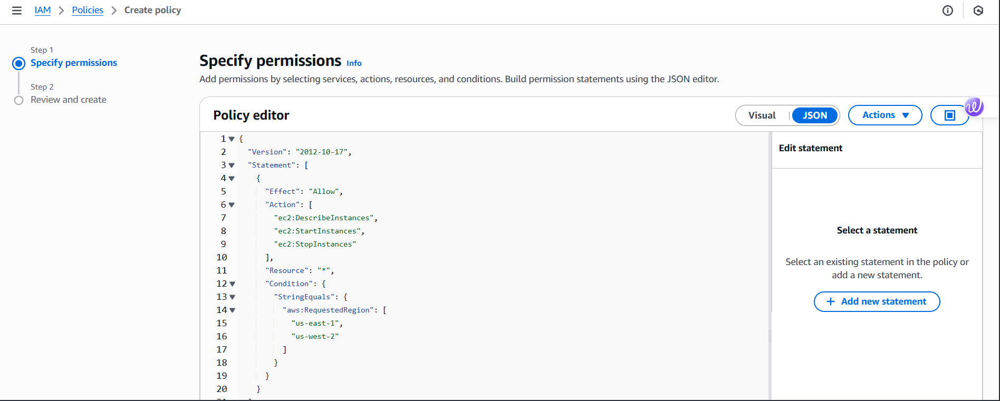 IAM > Policies > Create policy
Step 1
Specify permissions
Step 2
Review and create
Specify permissions Info
Add permissions by selecting services, actions, resources, and conditions. Build permission statements using the JSON editor.
Policy editor
Visual | JSON
Actions
1 {
2 "Version": "2012-10-17",
3 "Statement": [
4 {
5 "Effect": "Allow",
6 "Action": [
7 "ec2:DescribeInstances",
8 "ec2:StartInstances",
9 "ec2:StopInstances"
10 ],
11 "Resource": "*",
12 "Condition": {
13 "StringEquals": {
14 "aws:RequestedRegion": [
15 "us-east-1",
16 "us-west-2"
17 ]
18 }
19 }
20 }
Edit statement
Select a statement
Select an existing statement in the policy or
add a new statement.
+ Add new statement